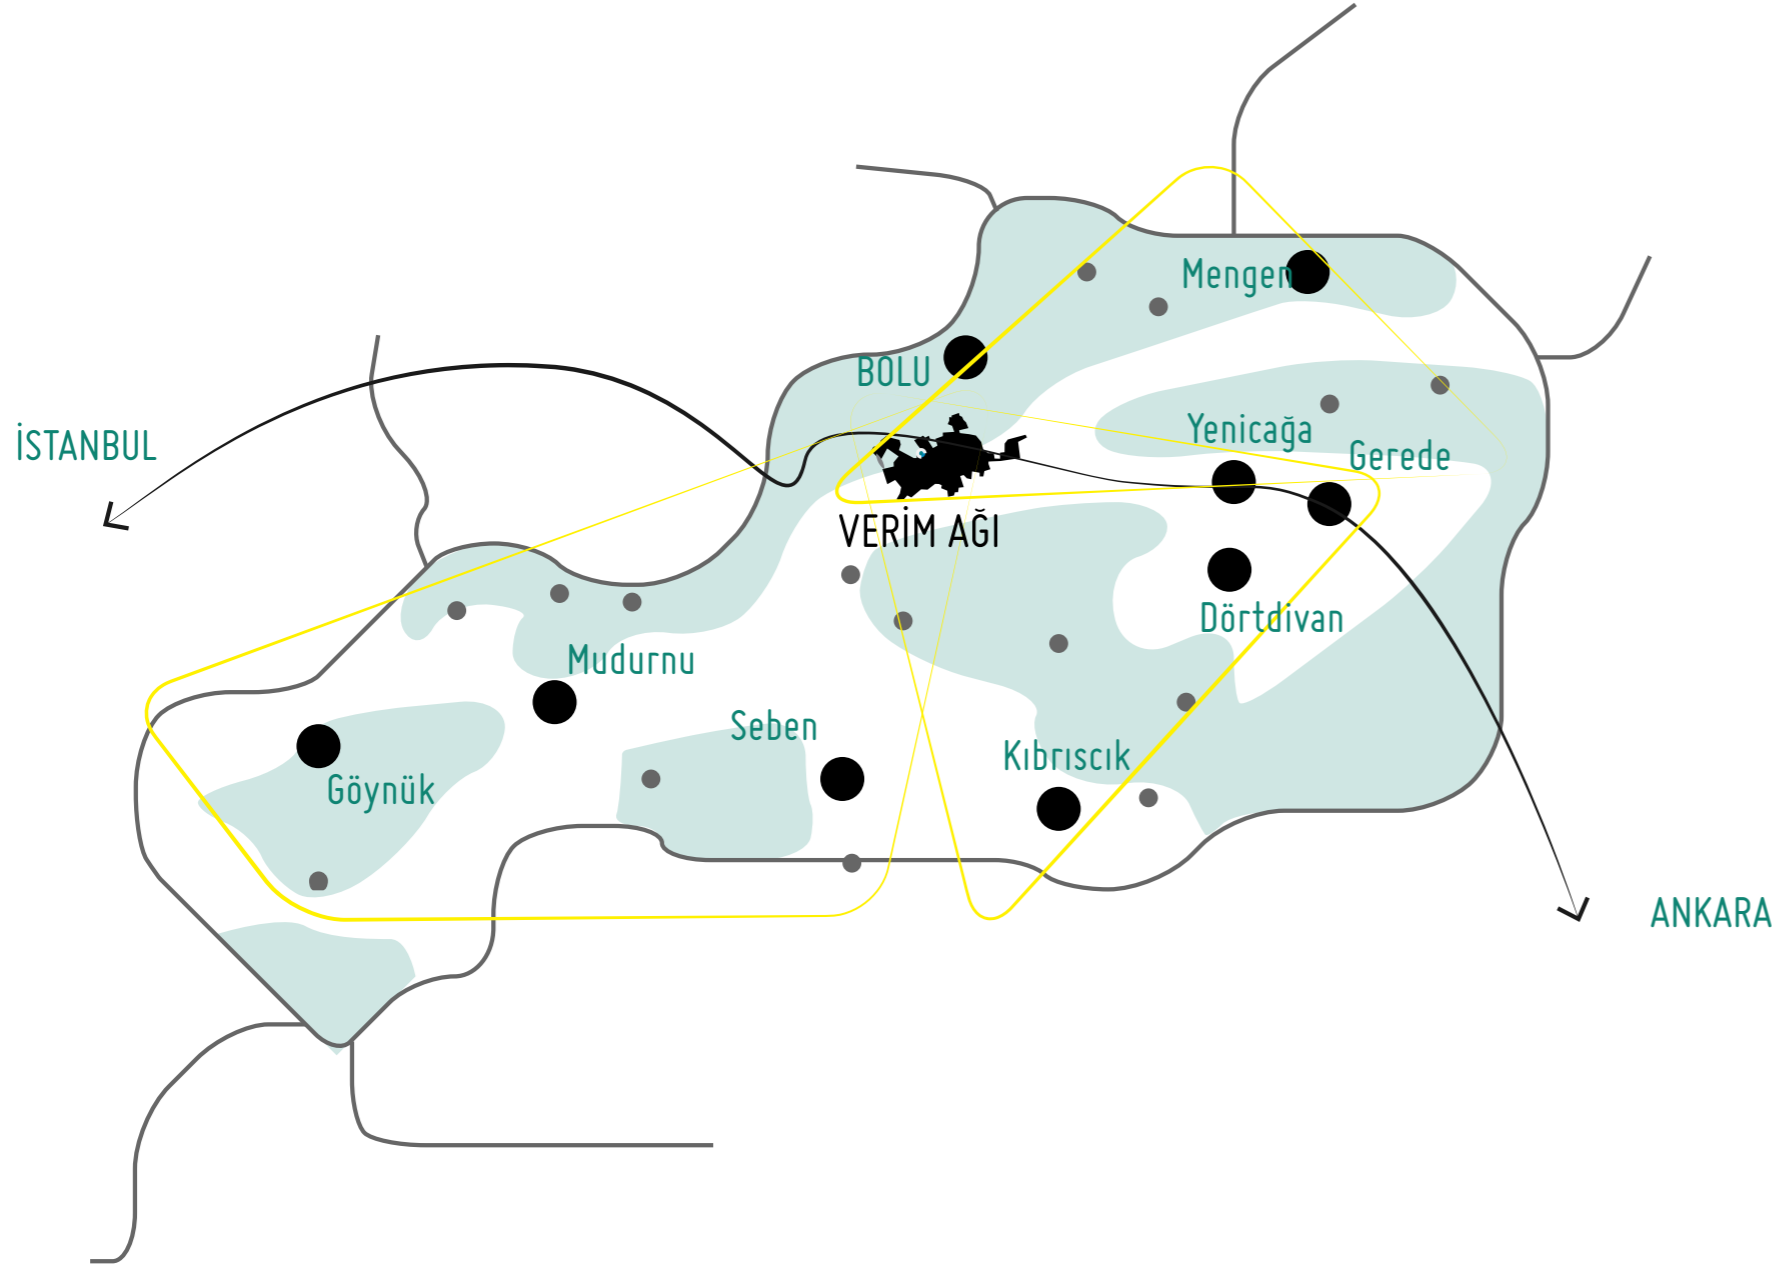 Mengen
BOLU
Yenicağa
İSTANBUL
Gerede
VERİM AĞI
Dörtdivan
Mudurnu
Seben
Kıbrıscık
Göynük
ANKARA